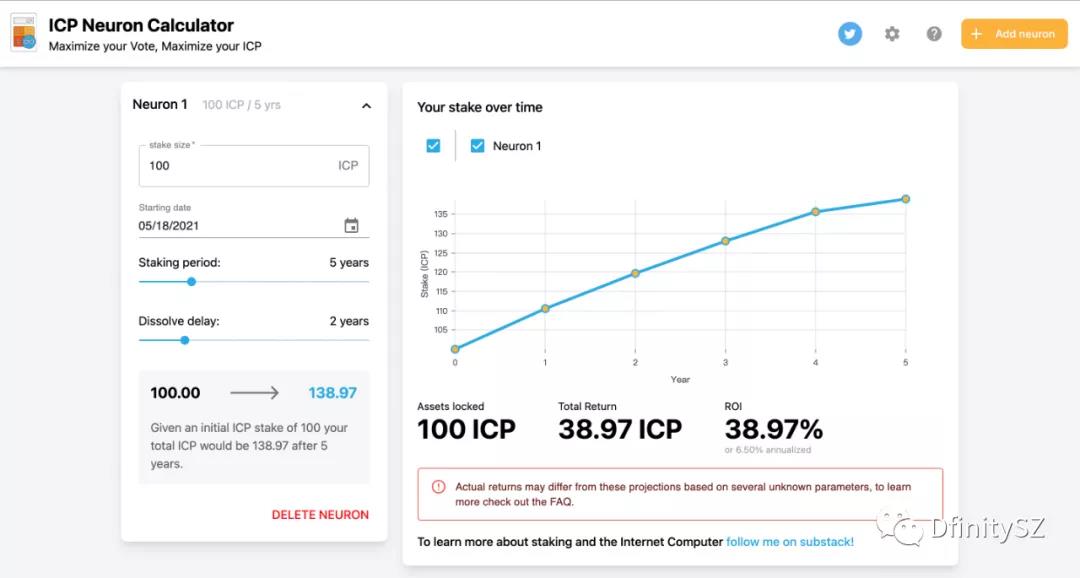 ICP Neuron Calculator
Maximize your Vote, Maximize your ICP
+ Add neuron
Neuron 1 100 ICP / 5 yrs
stake size*
100 ICP
Starting date
05/18/2021
Staking period: 5 years
Dissolve delay: 2 years
100.00 138.97
Given an initial ICP stake of 100 your
total ICP would be 138.97 after 5
years.
DELETE NEURON
Your stake over time
Neuron 1
Stake (ICP)
135
130
125
120
115
110
105
0 1 2 3 4 5
Year
Assets locked Total Return ROI
100 ICP 38.97 ICP 38.97%
or 6.50% annualized
Actual returns may differ from these projections based on several unknown parameters, to learn
more check out the FAQ.
To learn more about staking and the Internet Computer follow me on substack!
DfinitySZ